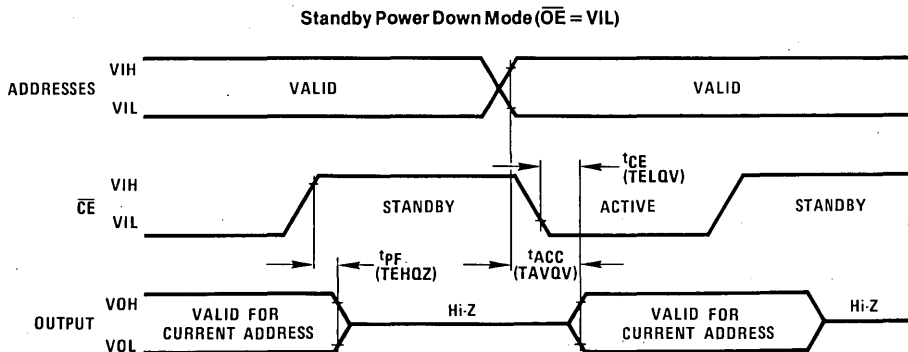 Standby Power Down Mode (OE = VIL)
VIH
ADDRESSES
VALID
VALID
VIL
tCE
(TELQV)
VIH
CE
STANDBY
ACTIVE
STANDBY
VIL
tPF
(TEHQZ)
tACC
(TAVQV)
VOH
OUTPUT
VALID FOR
CURRENT ADDRESS
Hi-Z
VALID FOR
CURRENT ADDRESS
Hi-Z
VOL